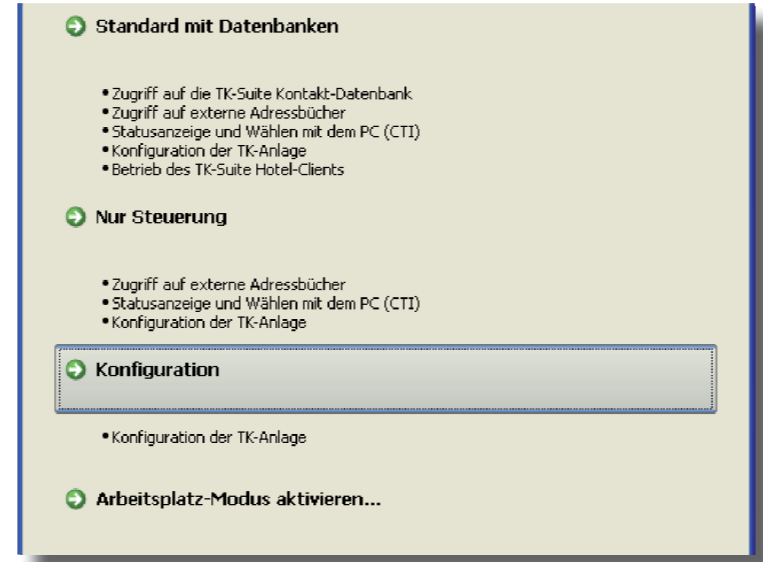 Standard mit Datenbanken
• Zugriff auf die TK-Suite Kontakt-Datenbank
• Zugriff auf externe Adressbücher
• Statusanzeige und Wählen mit dem PC (CTI)
• Konfiguration der TK-Anlage
• Betrieb des TK-Suite Hotel-Clients
Nur Steuerung
• Zugriff auf externe Adressbücher
• Statusanzeige und Wählen mit dem PC (CTI)
• Konfiguration der TK-Anlage
Konfiguration
• Konfiguration der TK-Anlage
Arbeitsplatz-Modus aktivieren...